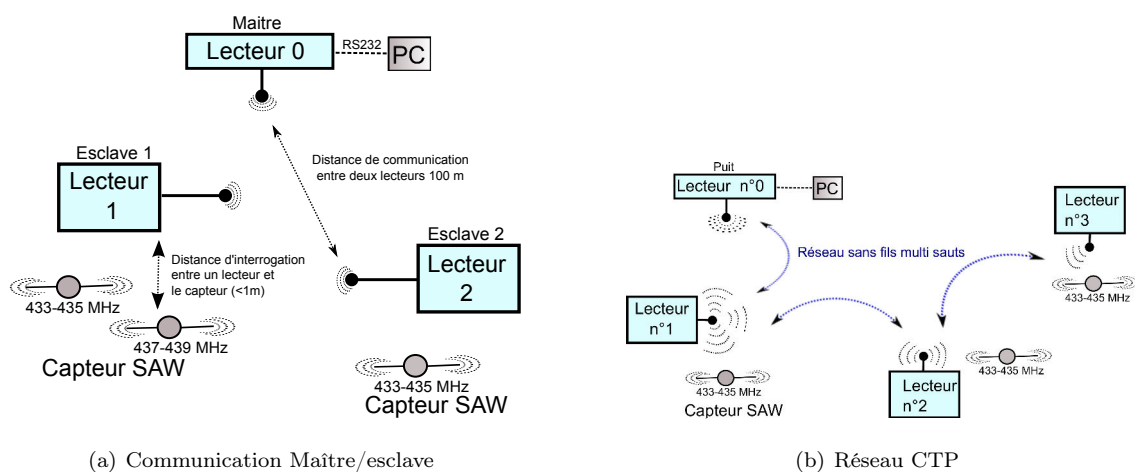 Maitre
Lecteur 0
RS232
PC
Esclave 1
Lecteur
1
Distance de communication
entre deux lecteurs 100 m
Esclave 2
Lecteur
2
Distance d'interrogation
entre un lecteur et
le capteur (<1m)
433-435 MHz
437-439 MHz
Capteur SAW
433-435 MHz
Capteur SAW
(a) Communication Maître/esclave
Puit
Lecteur n°0
PC
Réseau sans fils multi sauts
Lecteur
n°3
433-435 MHz
Lecteur
n°1
433-435 MHz
Capteur SAW
Lecteur
n°2
433-435 MHz
(b) Réseau CTP